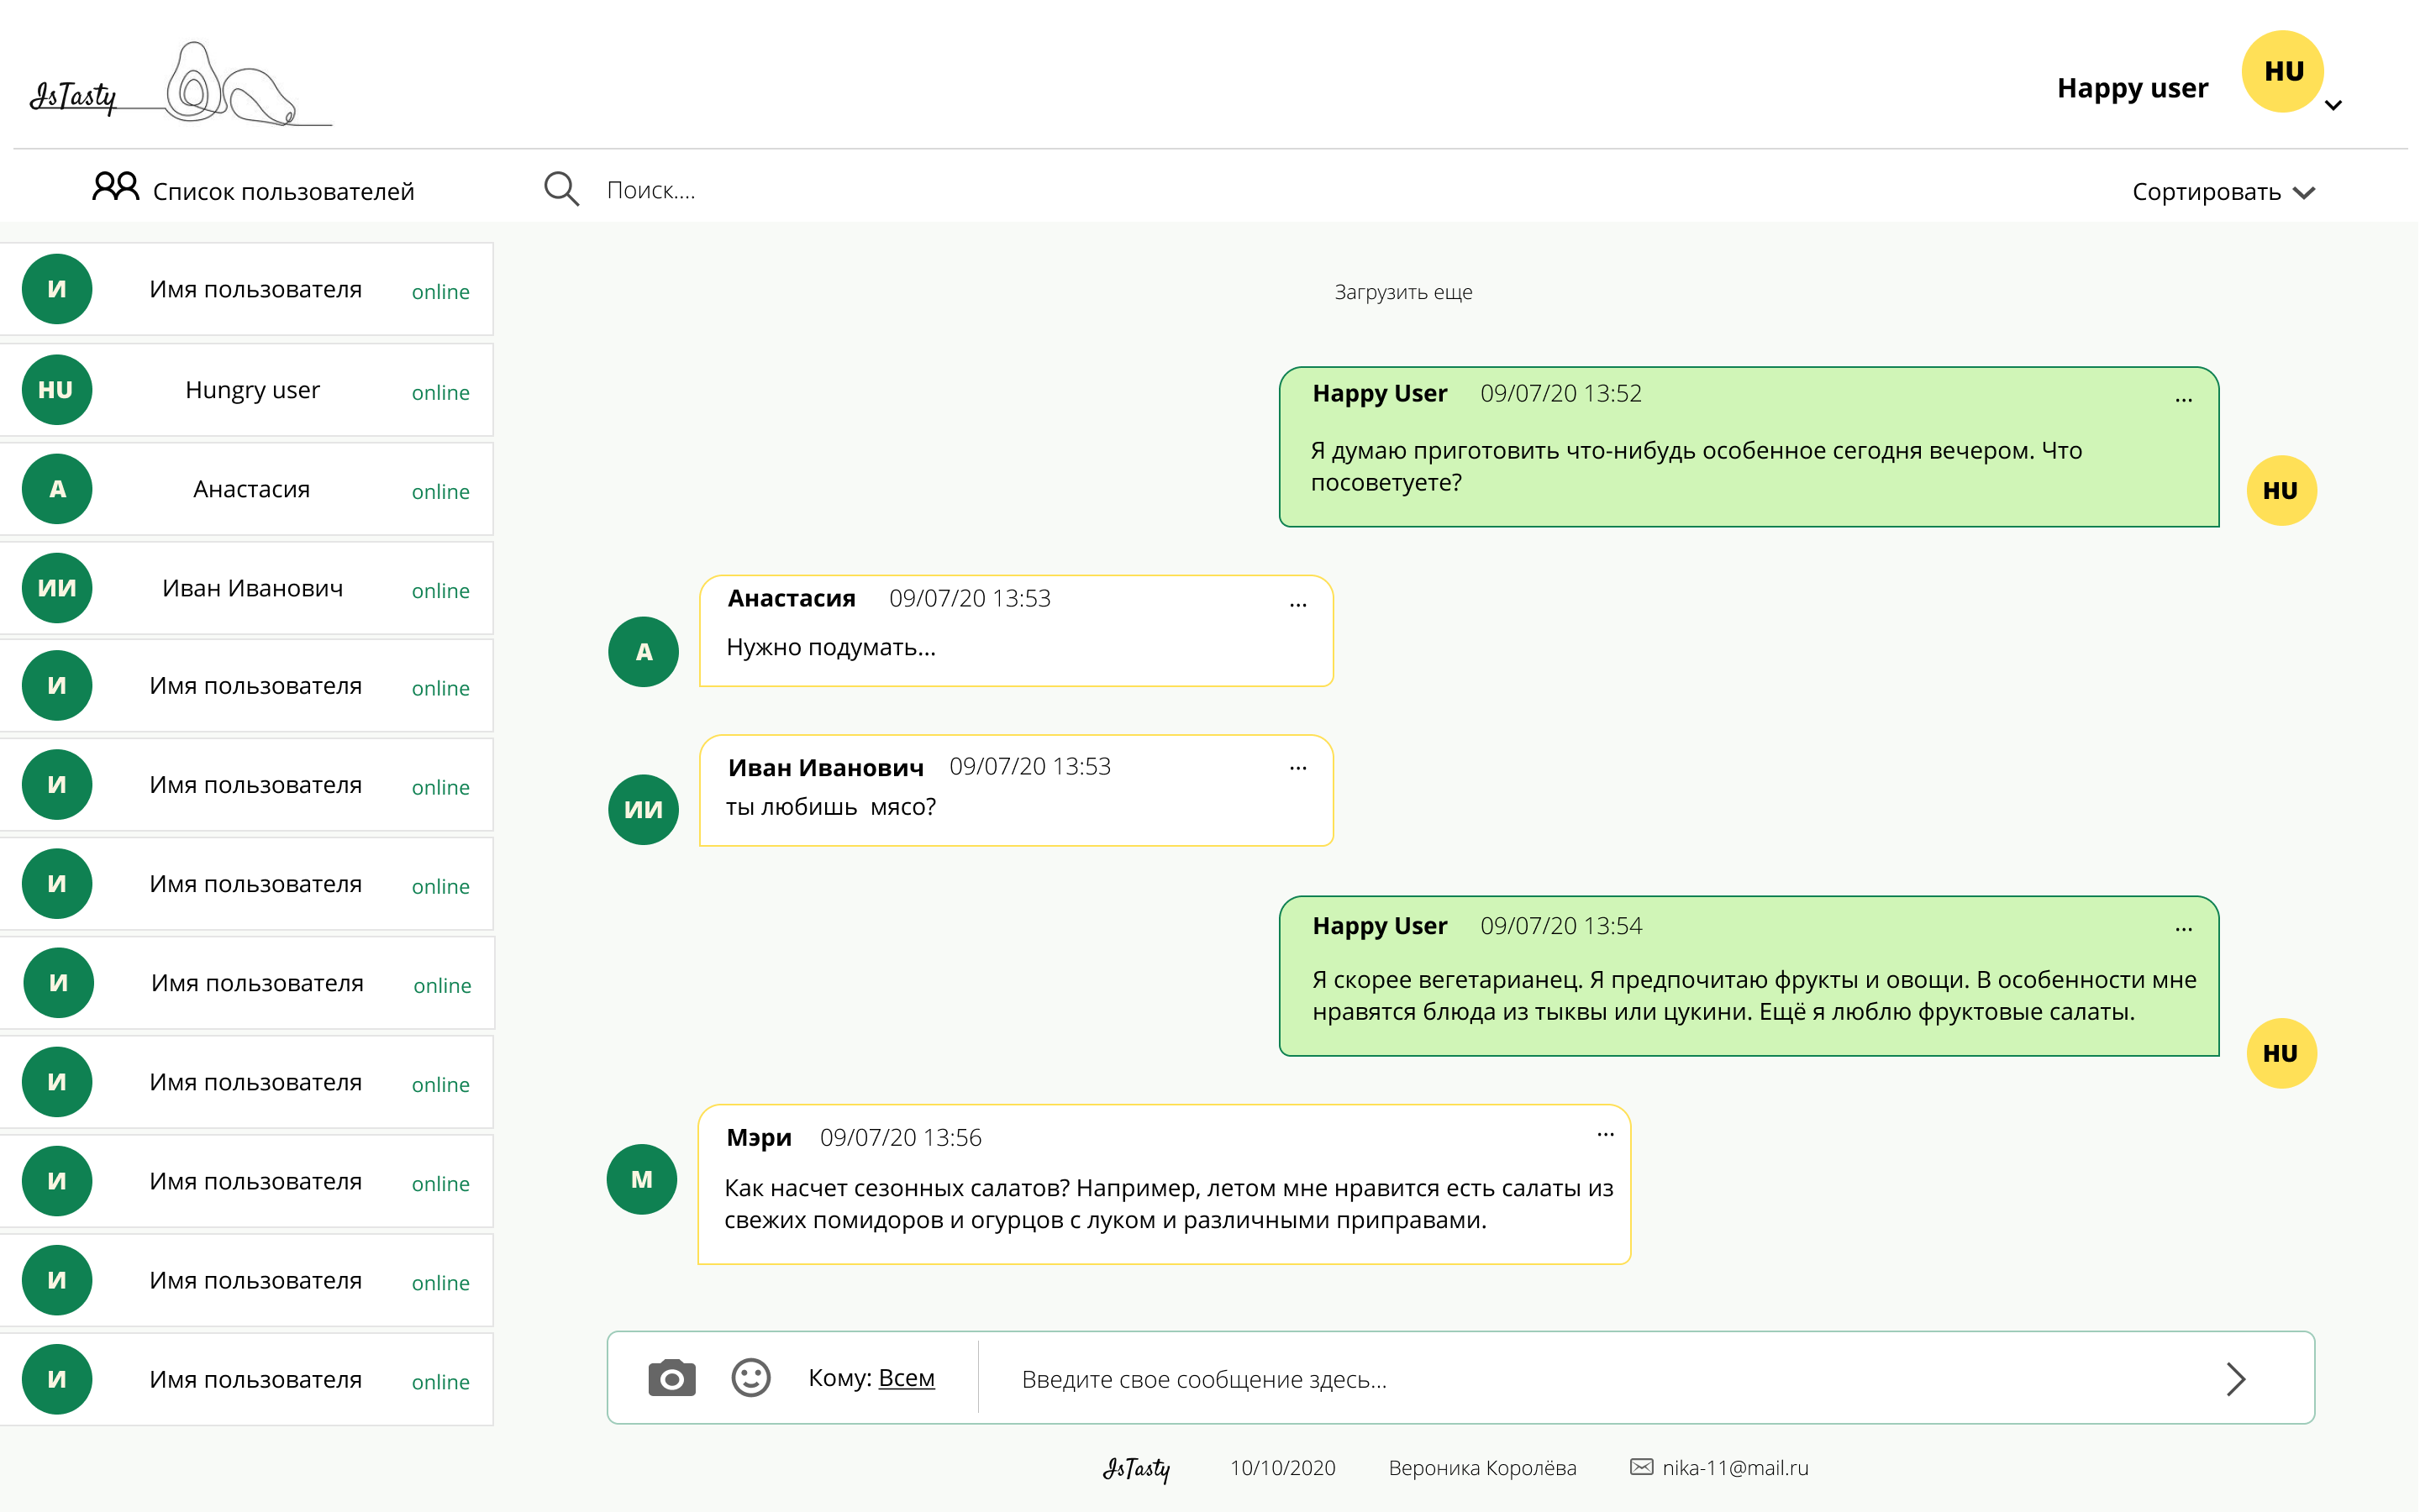 IsTasty
Happy user
HU
Список пользователей
Поиск....
Сортировать
И Имя пользователя online
HU Hungry user online
А Анастасия online
ИИ Иван Иванович online
И Имя пользователя online
И Имя пользователя online
И Имя пользователя online
И Имя пользователя online
И Имя пользователя online
И Имя пользователя online
И Имя пользователя online
И Имя пользователя online
Загрузить еще
Happy User 09/07/20 13:52 ...
Я думаю приготовить что-нибудь особенное сегодня вечером. Что
посоветуете?
HU
Анастасия 09/07/20 13:53 ...
А
Нужно подумать...
Иван Иванович 09/07/20 13:53 ...
ИИ
ты любишь  мясо?
Happy User 09/07/20 13:54 ...
Я скорее вегетарианец. Я предпочитаю фрукты и овощи. В особенности мне
нравятся блюда из тыквы или цукини. Ещё я люблю фруктовые салаты.
HU
Мэри 09/07/20 13:56 ...
М
Как насчет сезонных салатов? Например, летом мне нравится есть салаты из
свежих помидоров и огурцов с луком и различными приправами.
Кому: Всем
Введите свое сообщение здесь...
IsTasty 10/10/2020 Вероника Королёва nika-11@mail.ru